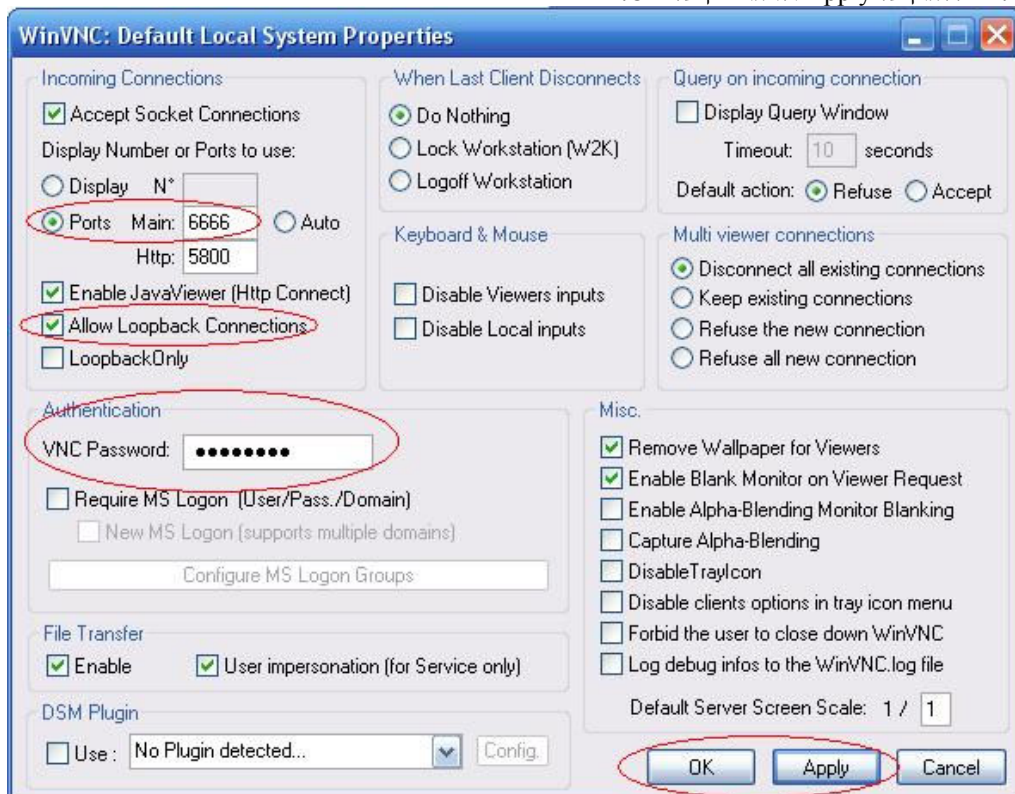 WinVNC: Default Local System Properties
Incoming Connections
Accept Socket Connections
Display Number or Ports to use:
Display N°
Ports Main: 6666 Auto
Http: 5800
Enable JavaViewer (Http Connect)
Allow Loopback Connections
LoopbackOnly
When Last Client Disconnects
Do Nothing
Lock Workstation (W2K)
Logoff Workstation
Keyboard & Mouse
Disable Viewers inputs
Disable Local inputs
Query on incoming connection
Display Query Window
Timeout: 10 seconds
Default action: Refuse Accept
Multi viewer connections
Disconnect all existing connections
Keep existing connections
Refuse the new connection
Refuse all new connection
Authentication
VNC Password: ●●●●●●●●
Require MS Logon (User/Pass./Domain)
New MS Logon (supports multiple domains)
Configure MS Logon Groups
File Transfer
Enable User impersonation (for Service only)
DSM Plugin
Use : No Plugin detected... Config.
Misc.
Remove Wallpaper for Viewers
Enable Blank Monitor on Viewer Request
Enable Alpha-Blending Monitor Blanking
Capture Alpha-Blending
DisableTrayIcon
Disable clients options in tray icon menu
Forbid the user to close down WinVNC
Log debug infos to the WinVNC.log file
Default Server Screen Scale: 1 / 1
OK Apply Cancel